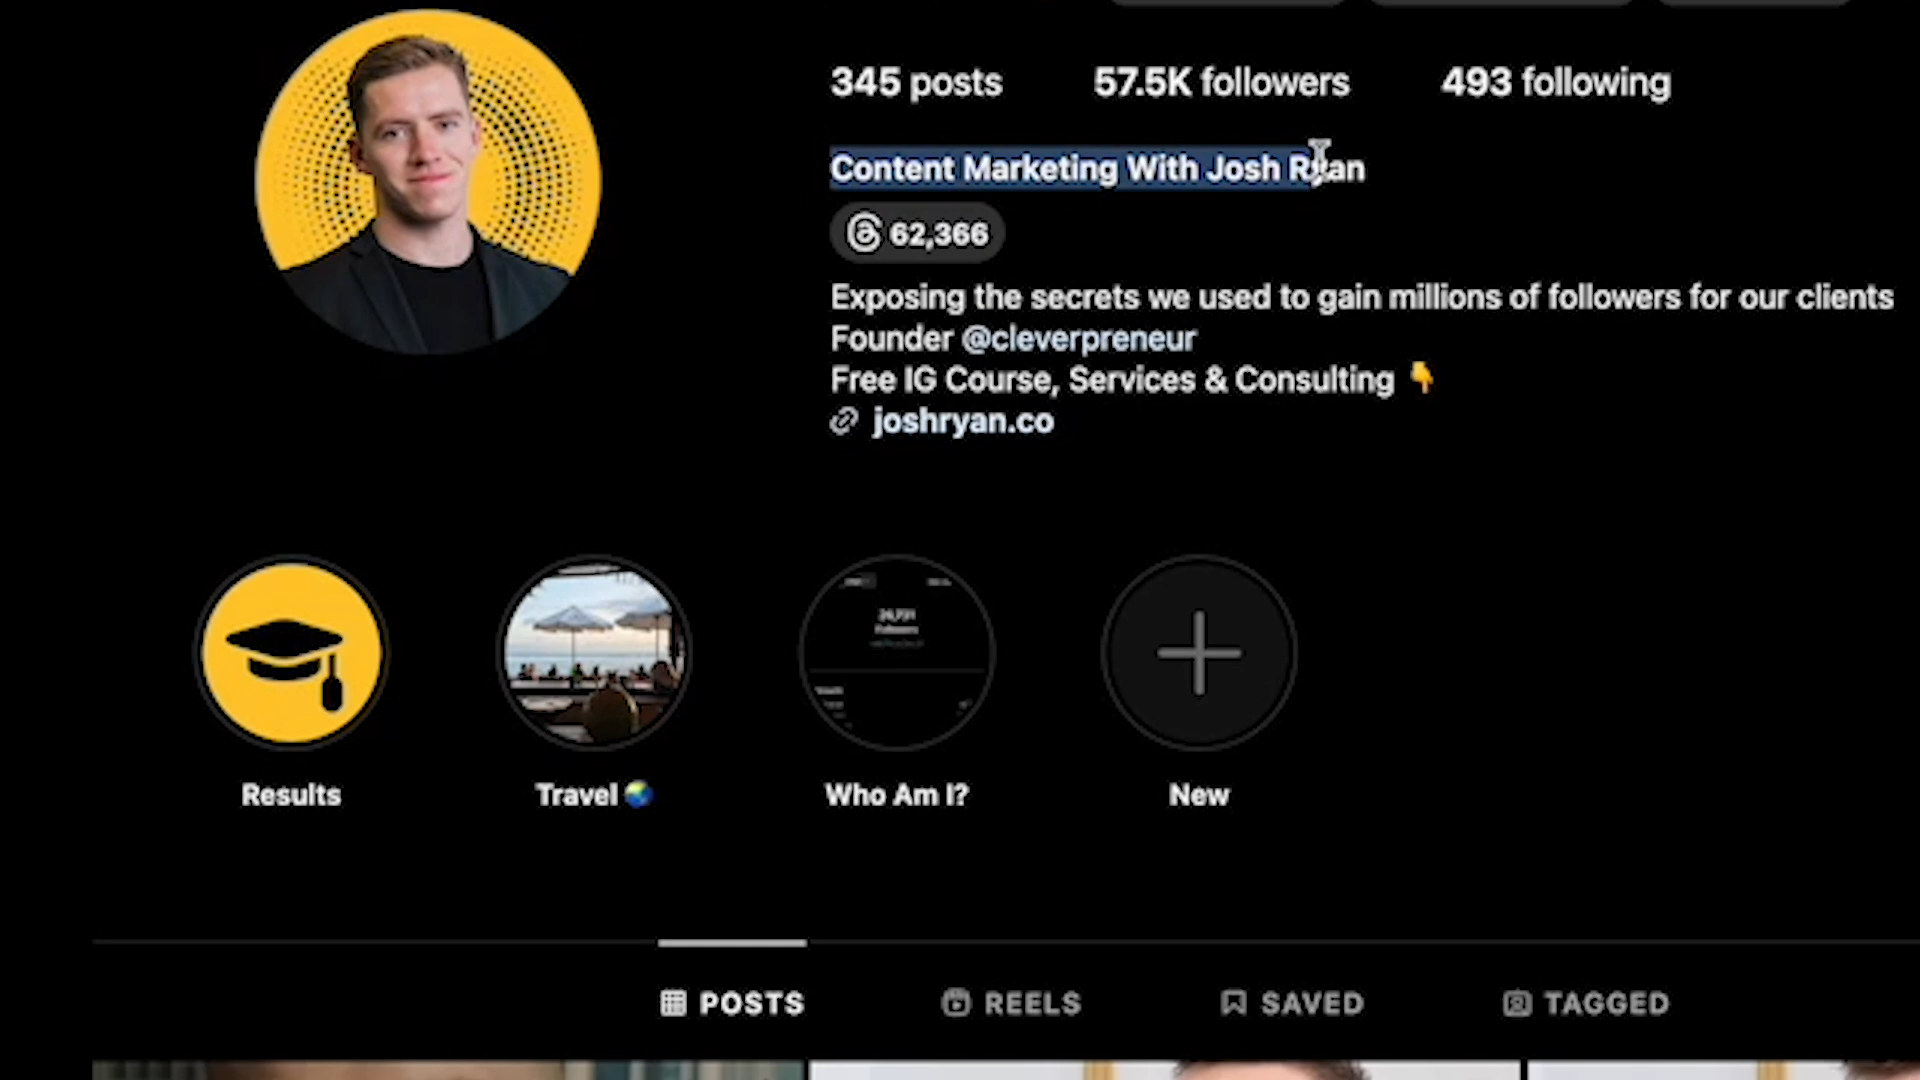 345 posts 57.5K followers 493 following
Content Marketing With Josh Ryan
62,366
Exposing the secrets we used to gain millions of followers for our clients
Founder @cleverpreneur
Free IG Course, Services & Consulting 👇
joshryan.co
Results Travel 🌏 Who Am I? New
POSTS REELS SAVED TAGGED